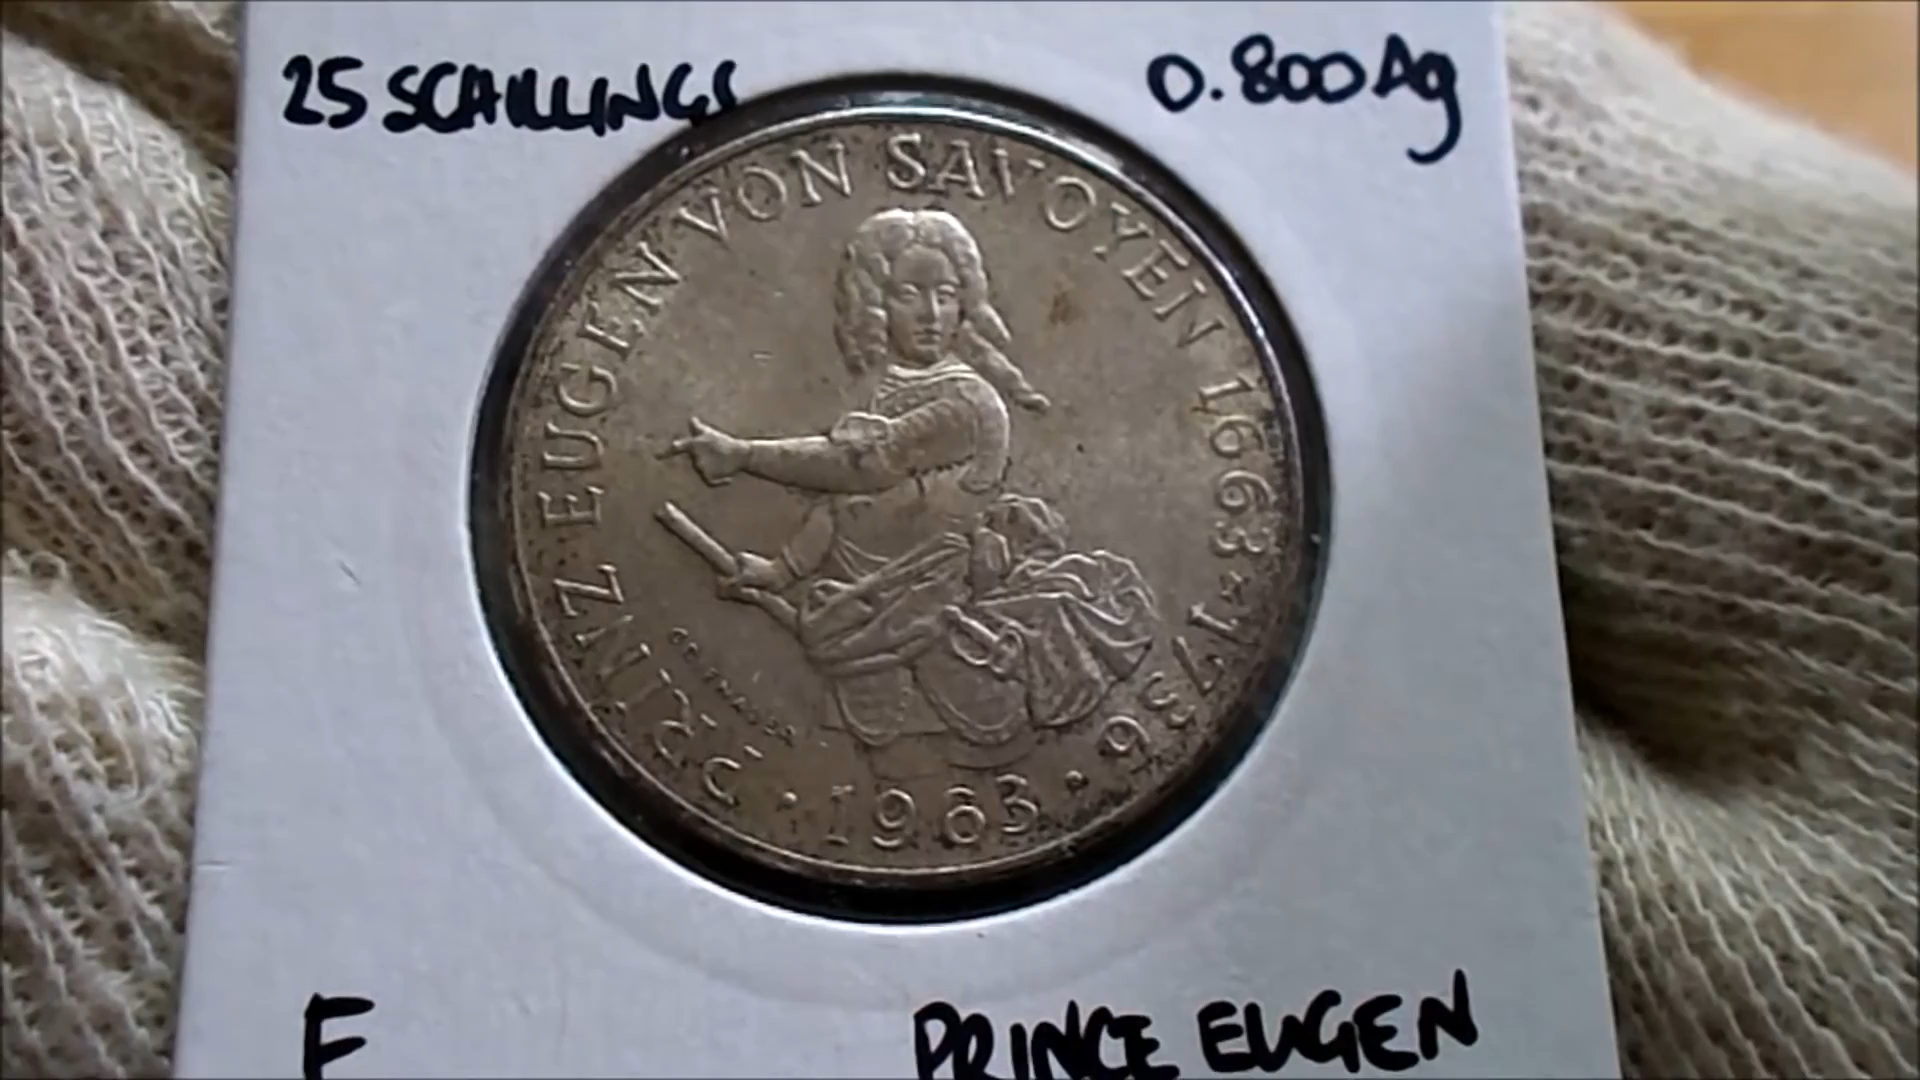 25 SCHILLINGS
0.800 Ag
PRINZ EUGEN VON SAVOYEN 1663 * 1736
· 1963 ·
F
PRINCE EUGEN